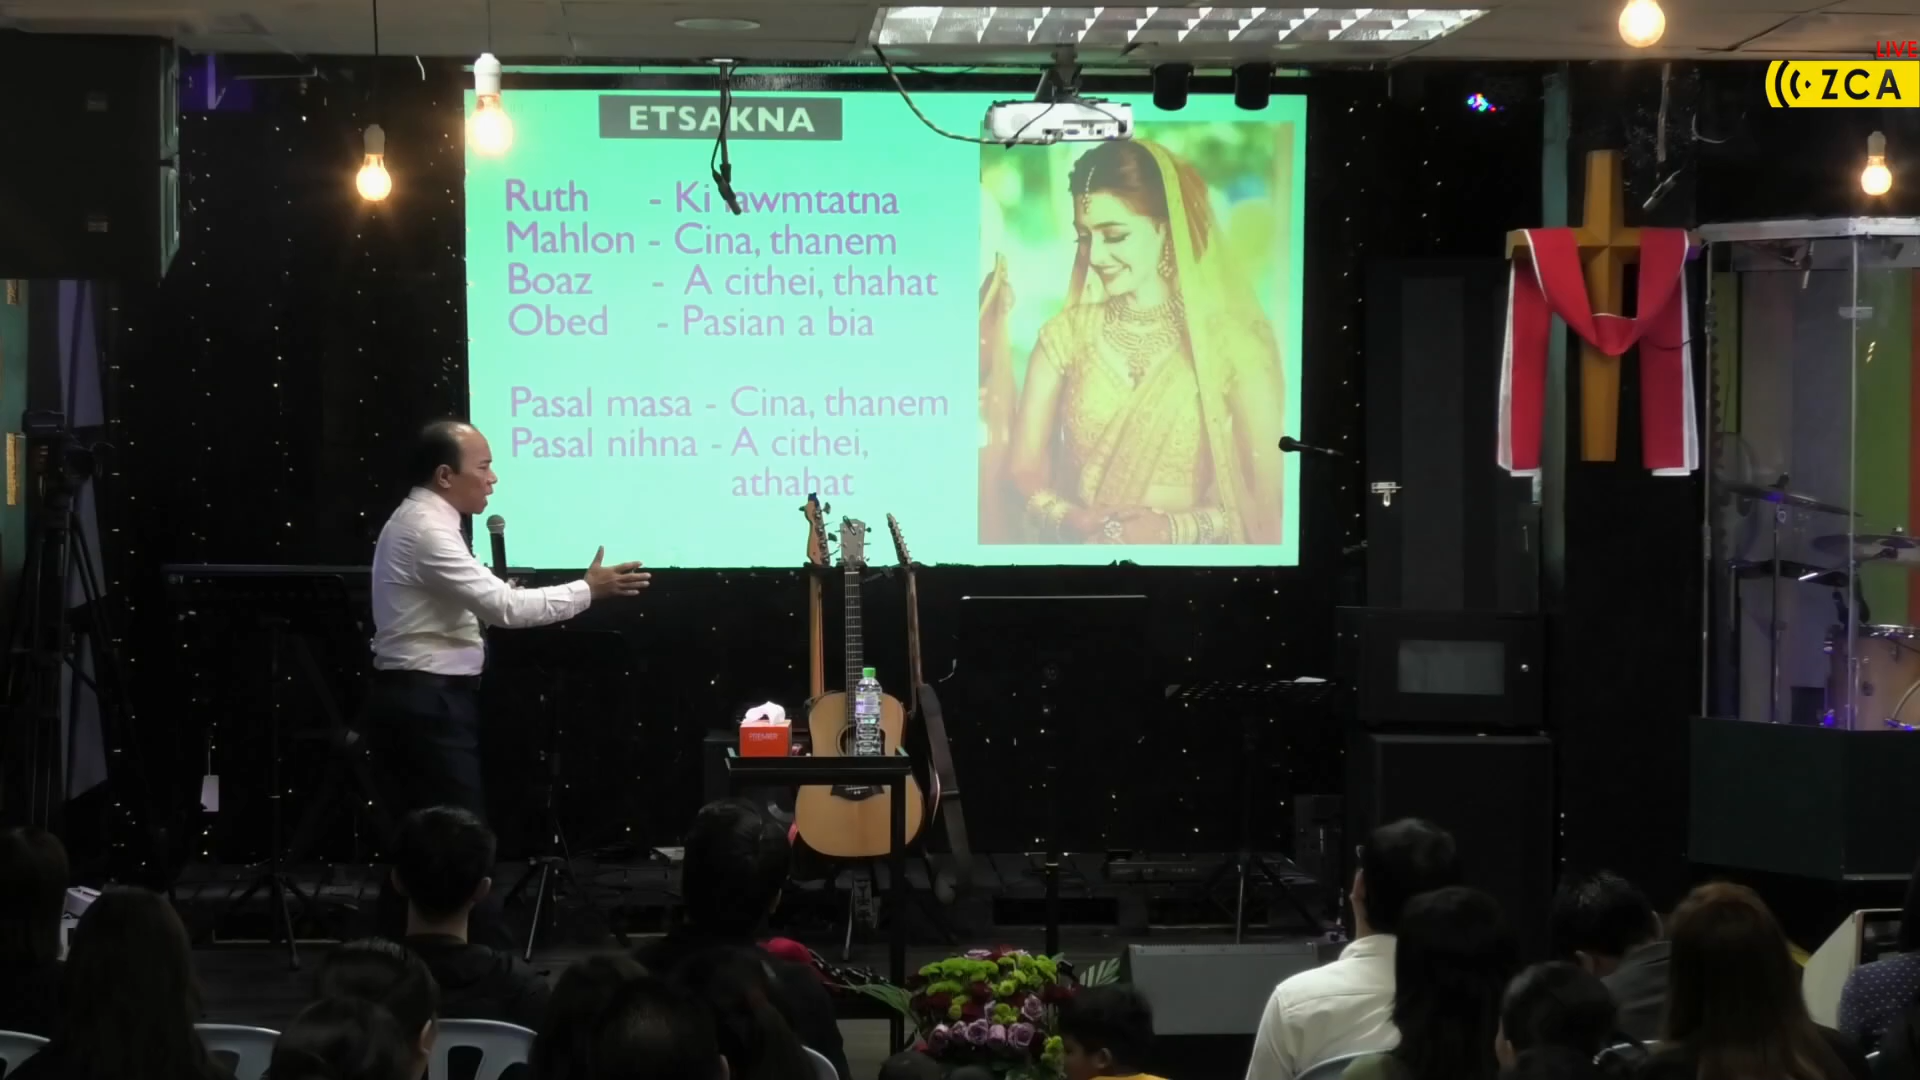 LIVE
ZCA
ETSAKNA
Ruth - Ki lawmtatna
Mahlon - Cina, thanem
Boaz - A cithei, thahat
Obed - Pasian a bia
Pasal masa - Cina, thanem
Pasal nihna - A cithei,
athahat
PREMIER